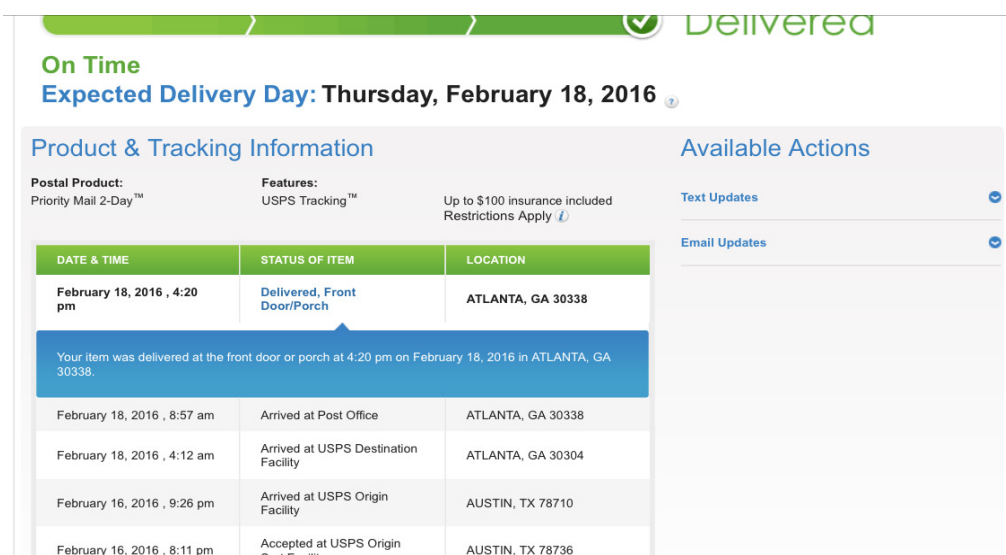 Delivered
On Time
Expected Delivery Day: Thursday, February 18, 2016 ?
Product & Tracking Information
Available Actions
Postal Product:
Features:
Priority Mail 2-Day™
USPS Tracking™
Up to $100 insurance included
Restrictions Apply i
Text Updates
Email Updates
DATE & TIME
STATUS OF ITEM
LOCATION
February 18, 2016 , 4:20
pm
Delivered, Front
Door/Porch
ATLANTA, GA 30338
Your item was delivered at the front door or porch at 4:20 pm on February 18, 2016 in ATLANTA, GA
30338.
February 18, 2016 , 8:57 am
Arrived at Post Office
ATLANTA, GA 30338
February 18, 2016 , 4:12 am
Arrived at USPS Destination
Facility
ATLANTA, GA 30304
February 16, 2016 , 9:26 pm
Arrived at USPS Origin
Facility
AUSTIN, TX 78710
February 16, 2016 , 8:11 pm
Accepted at USPS Origin
AUSTIN, TX 78736